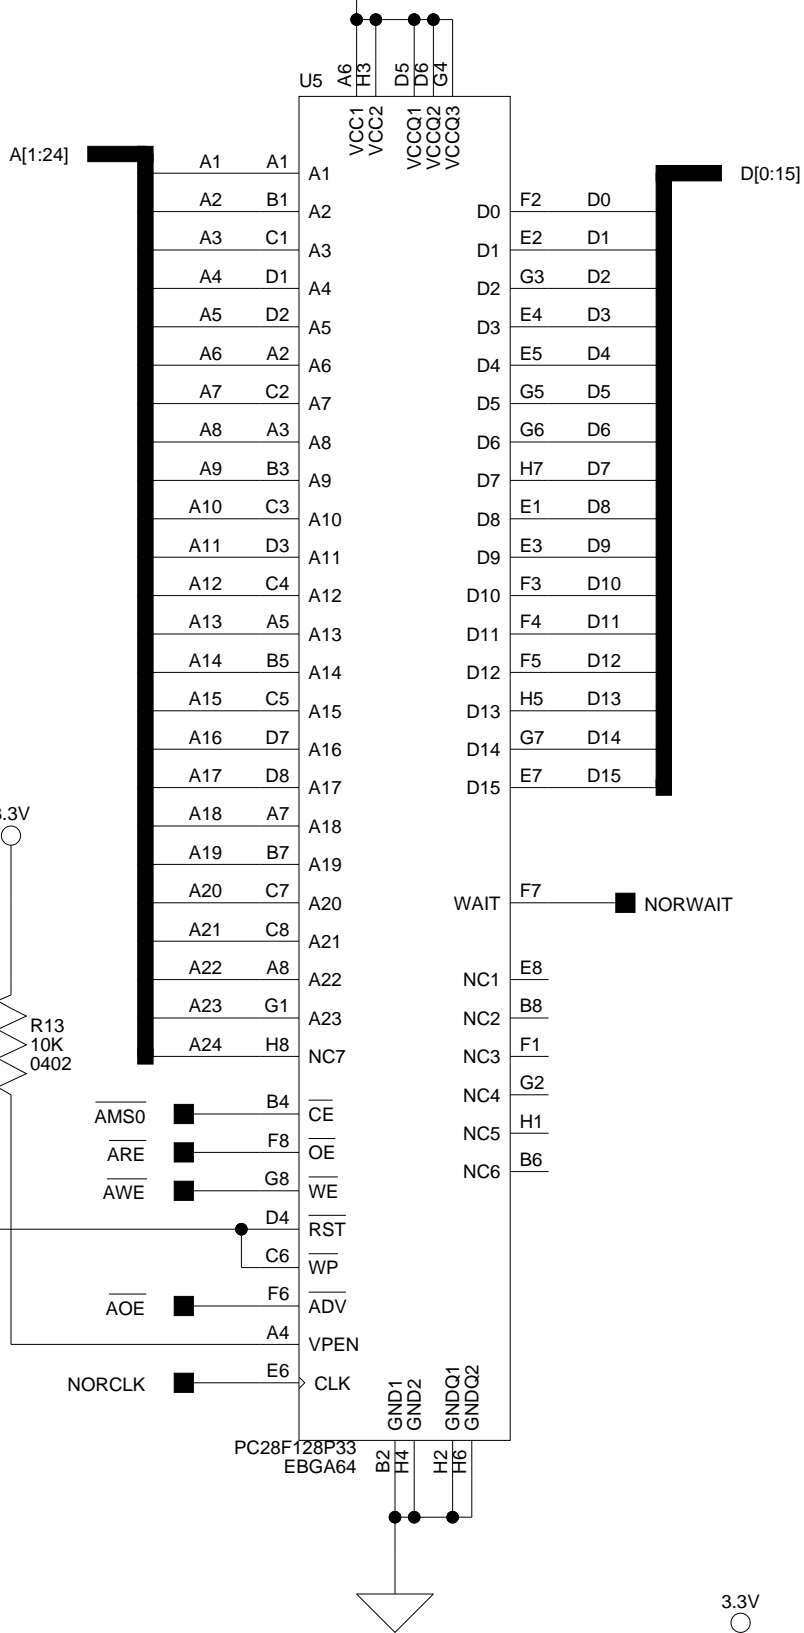 U5
A6
H3
D5
D6
G4
VCC1
VCC2
VCCQ1
VCCQ2
VCCQ3
A[1:24]
D[0:15]
A1 A1 A1
A2 B1 A2
A3 C1 A3
A4 D1 A4
A5 D2 A5
A6 A2 A6
A7 C2 A7
A8 A3 A8
A9 B3 A9
A10 C3 A10
A11 D3 A11
A12 C4 A12
A13 A5 A13
A14 B5 A14
A15 C5 A15
A16 D7 A16
A17 D8 A17
A18 A7 A18
A19 B7 A19
A20 C7 A20
A21 C8 A21
A22 A8 A22
A23 G1 A23
A24 H8 NC7
D0 F2 D0
D1 E2 D1
D2 G3 D2
D3 E4 D3
D4 E5 D4
D5 G5 D5
D6 G6 D6
D7 H7 D7
D8 E1 D8
D9 E3 D9
D10 F3 D10
D11 F4 D11
D12 F5 D12
D13 H5 D13
D14 G7 D14
D15 E7 D15
WAIT F7 NORWAIT
NC1 E8
NC2 B8
NC3 F1
NC4 G2
NC5 H1
NC6 B6
.3V
R13
10K
0402
AMS0 B4 CE
ARE F8 OE
AWE G8 WE
D4 RST
C6 WP
AOE F6 ADV
A4 VPEN
NORCLK E6 CLK
GND1
GND2
GNDQ1
GNDQ2
PC28F128P33
EBGA64
B2
H4
H2
H6
3.3V